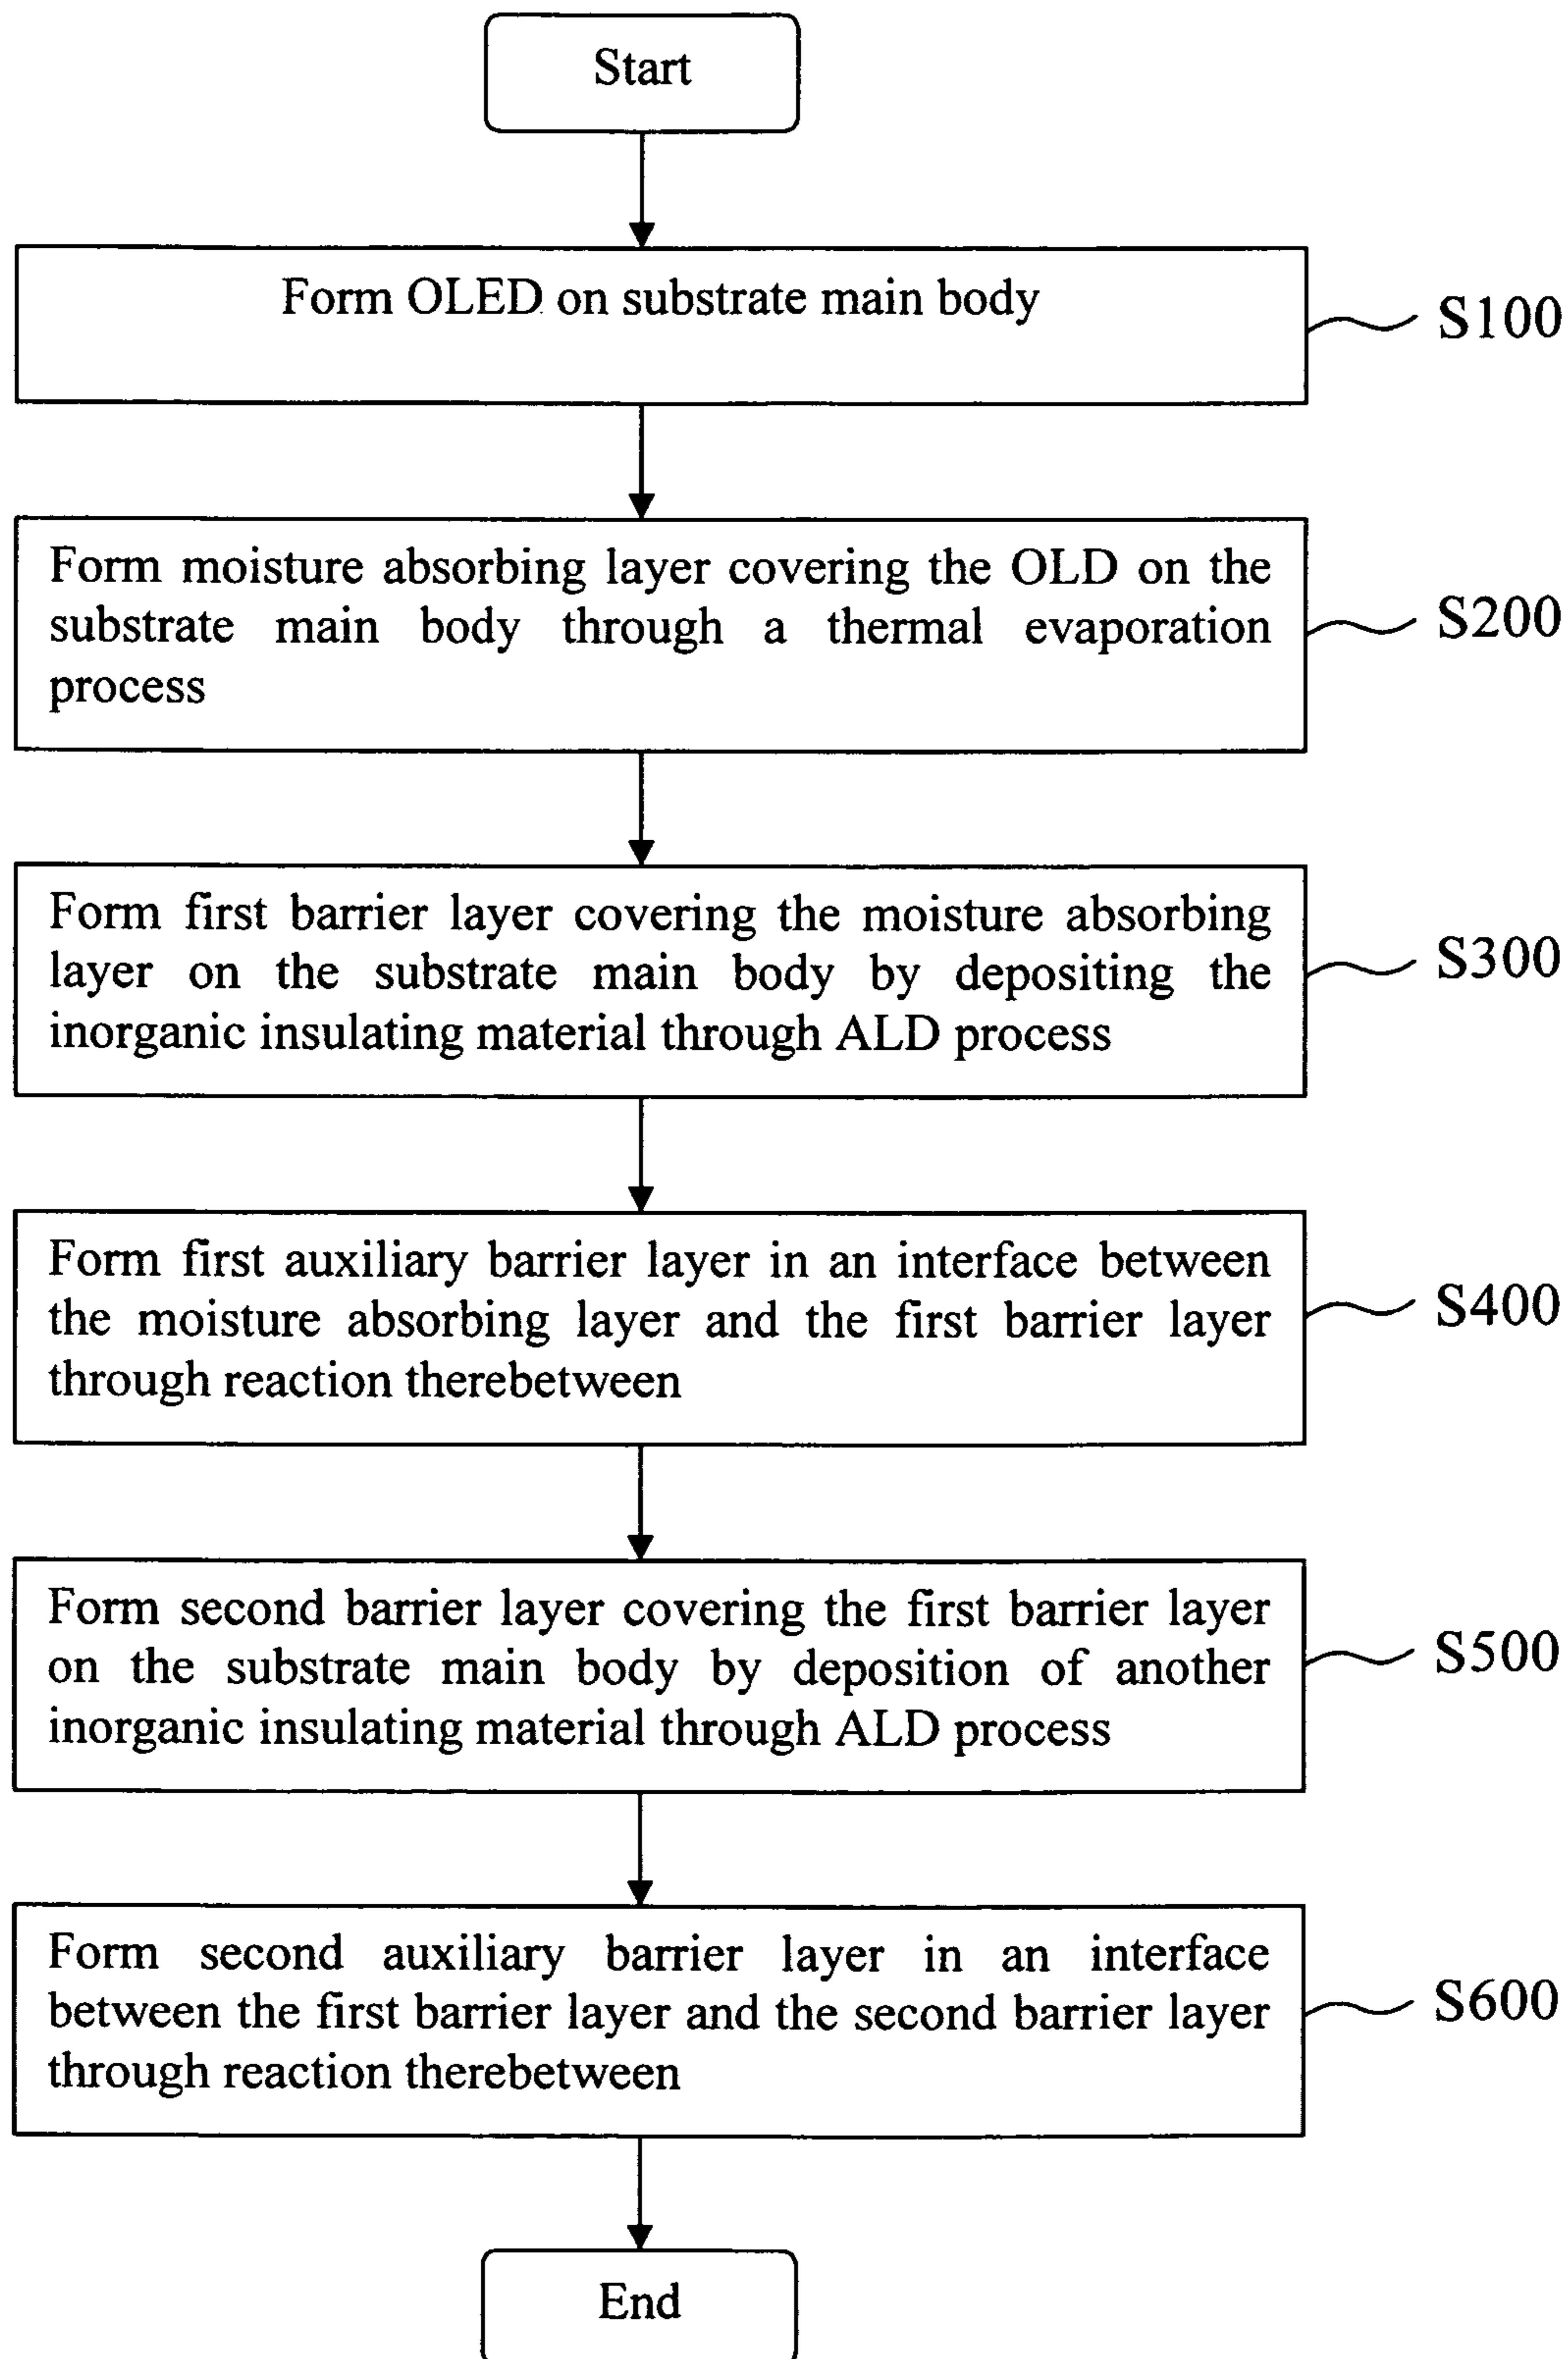 Start
Form OLED on substrate main body
S100
Form moisture absorbing layer covering the OLD on the
substrate main body through a thermal evaporation
process
S200
Form first barrier layer covering the moisture absorbing
layer on the substrate main body by depositing the
inorganic insulating material through ALD process
S300
Form first auxiliary barrier layer in an interface between
the moisture absorbing layer and the first barrier layer
through reaction therebetween
S400
Form second barrier layer covering the first barrier layer
on the substrate main body by deposition of another
inorganic insulating material through ALD process
S500
Form second auxiliary barrier layer in an interface
between the first barrier layer and the second barrier layer
through reaction therebetween
S600
End